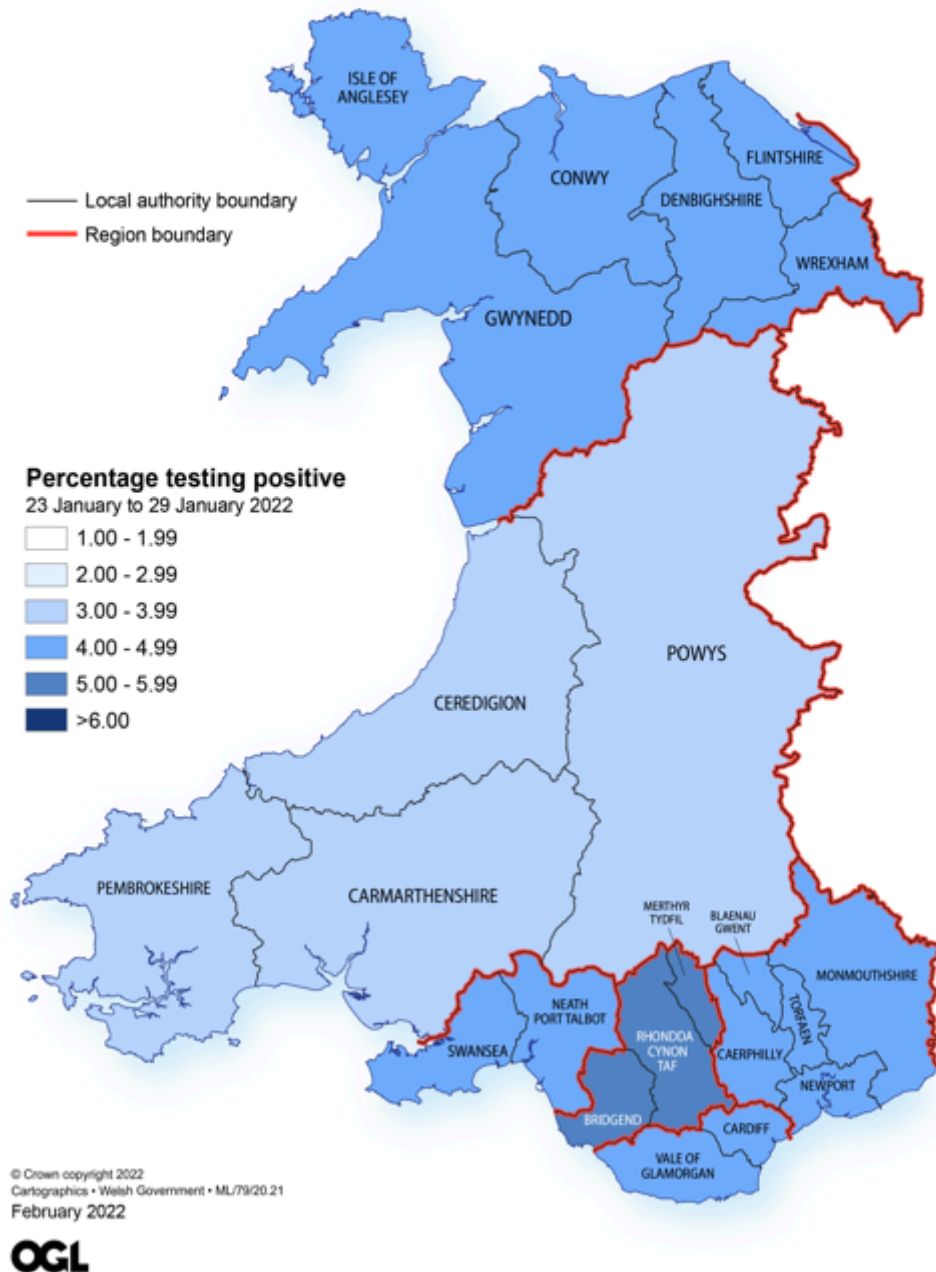 ISLE OF
ANGLESEY
FLINTSHIRE
CONWY
DENBIGHSHIRE
Local authority boundary
Region boundary
WREXHAM
GWYNEDD
Percentage testing positive
23 January to 29 January 2022
1.00 - 1.99
2.00 - 2.99
3.00 - 3.99
4.00 - 4.99
5.00 - 5.99
>6.00
POWYS
CEREDIGION
PEMBROKESHIRE
CARMARTHENSHIRE
MERTHYR
TYDFIL
BLAENAU
GWENT
MONMOUTHSHIRE
NEATH
PORT TALBOT
TORFAEN
SWANSEA
RHONDDA
CYNON
TAF
CAERPHILLY
NEWPORT
BRIDGEND
CARDIFF
VALE OF
GLAMORGAN
© Crown copyright 2022
Cartographics • Welsh Government • ML/79/20.21
February 2022
OGL